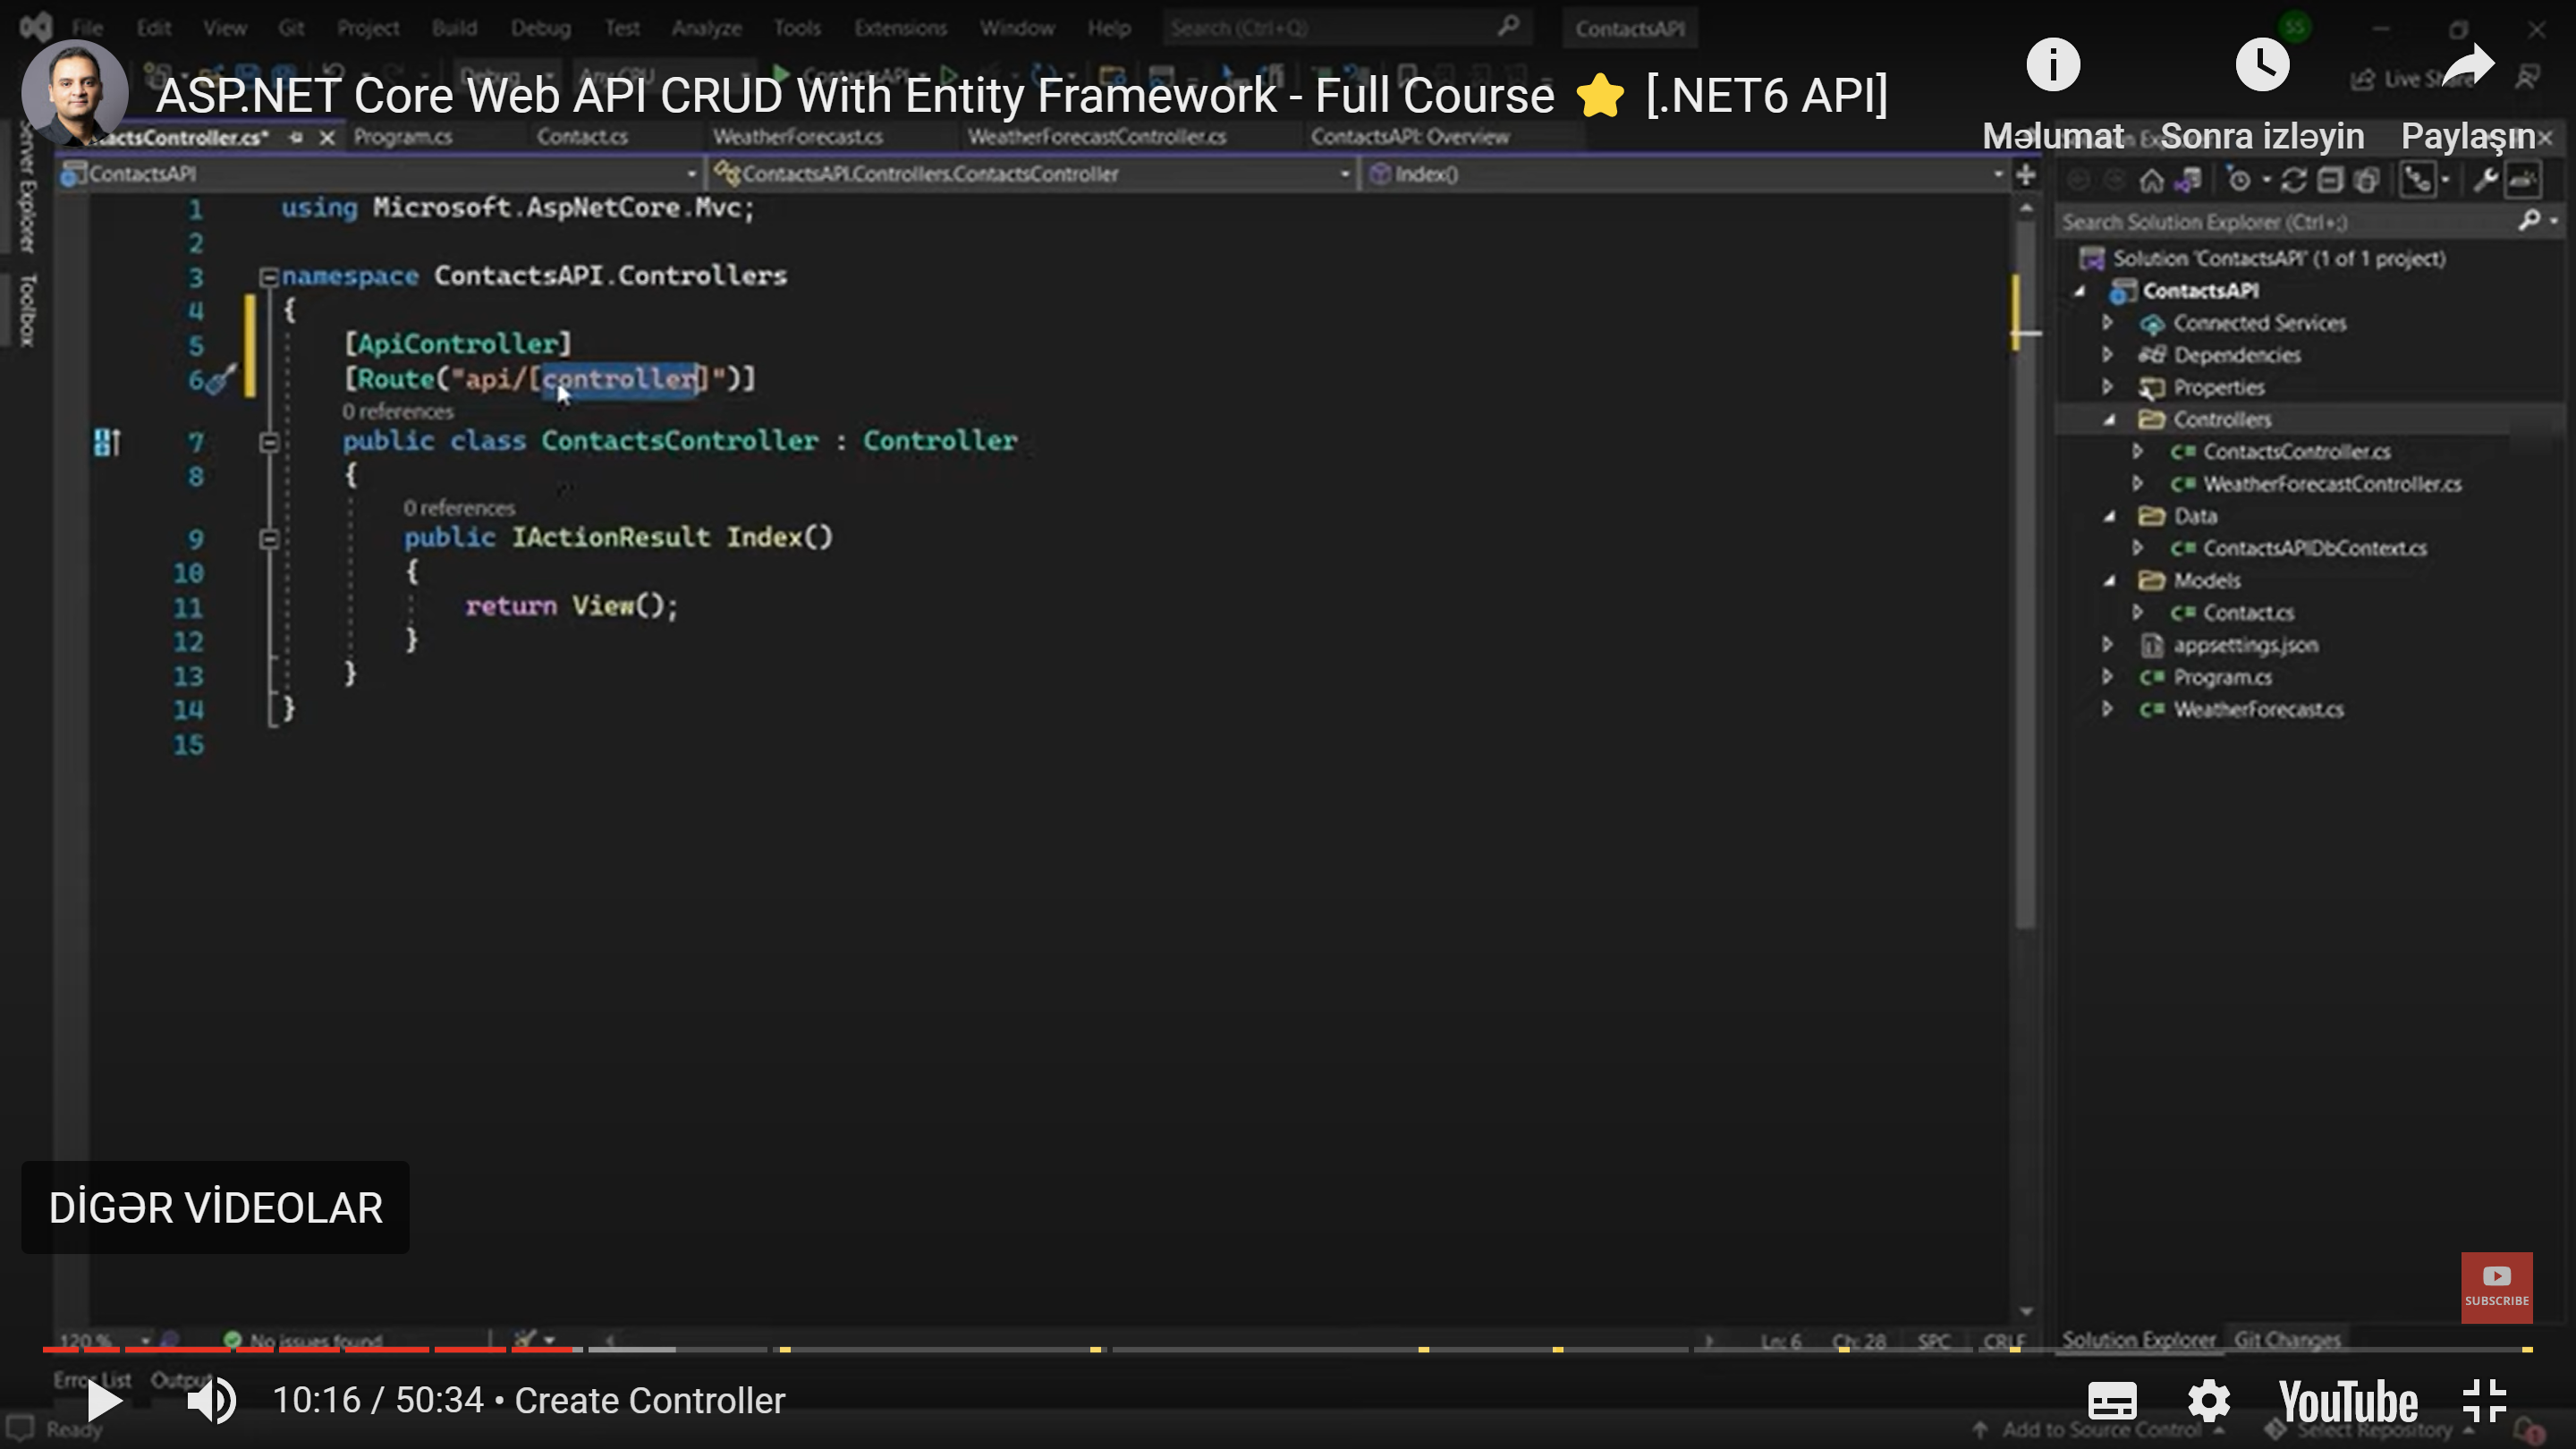 File Edit View Git Project Build Debug Test Analyze Tools Extensions Window Help Search (Ctrl+Q) ContactsAPI SS
ASP.NET Core Web API CRUD With Entity Framework - Full Course ⭐ [.NET6 API]
Live Share
Məlumat Sonra izləyin Paylaşın
actsController.cs* Program.cs Contact.cs WeatherForecast.cs WeatherForecastController.cs ContactsAPI: Overview
ContactsAPI ContactsAPI.Controllers.ContactsController Index()
Server Explorer
Toolbox
1 using Microsoft.AspNetCore.Mvc;
2
3 namespace ContactsAPI.Controllers
4 {
5 [ApiController]
6 [Route("api/[controller]")]
0 references
7 public class ContactsController : Controller
8 {
0 references
9 public IActionResult Index()
10 {
11 return View();
12 }
13 }
14 }
15
Search Solution Explorer (Ctrl+;)
Solution 'ContactsAPI' (1 of 1 project)
ContactsAPI
Connected Services
Dependencies
Properties
Controllers
C# ContactsController.cs
C# WeatherForecastController.cs
Data
C# ContactsAPIDbContext.cs
Models
C# Contact.cs
appsettings.json
C# Program.cs
C# WeatherForecast.cs
DİGƏR VİDEOLAR
SUBSCRIBE
120 % No issues found Ln: 6 Ch: 28 SPC CRLF
Solution Explorer Git Changes
Error List Output
10:16 / 50:34 • Create Controller
YouTube
Ready Add to Source Control Select Repository